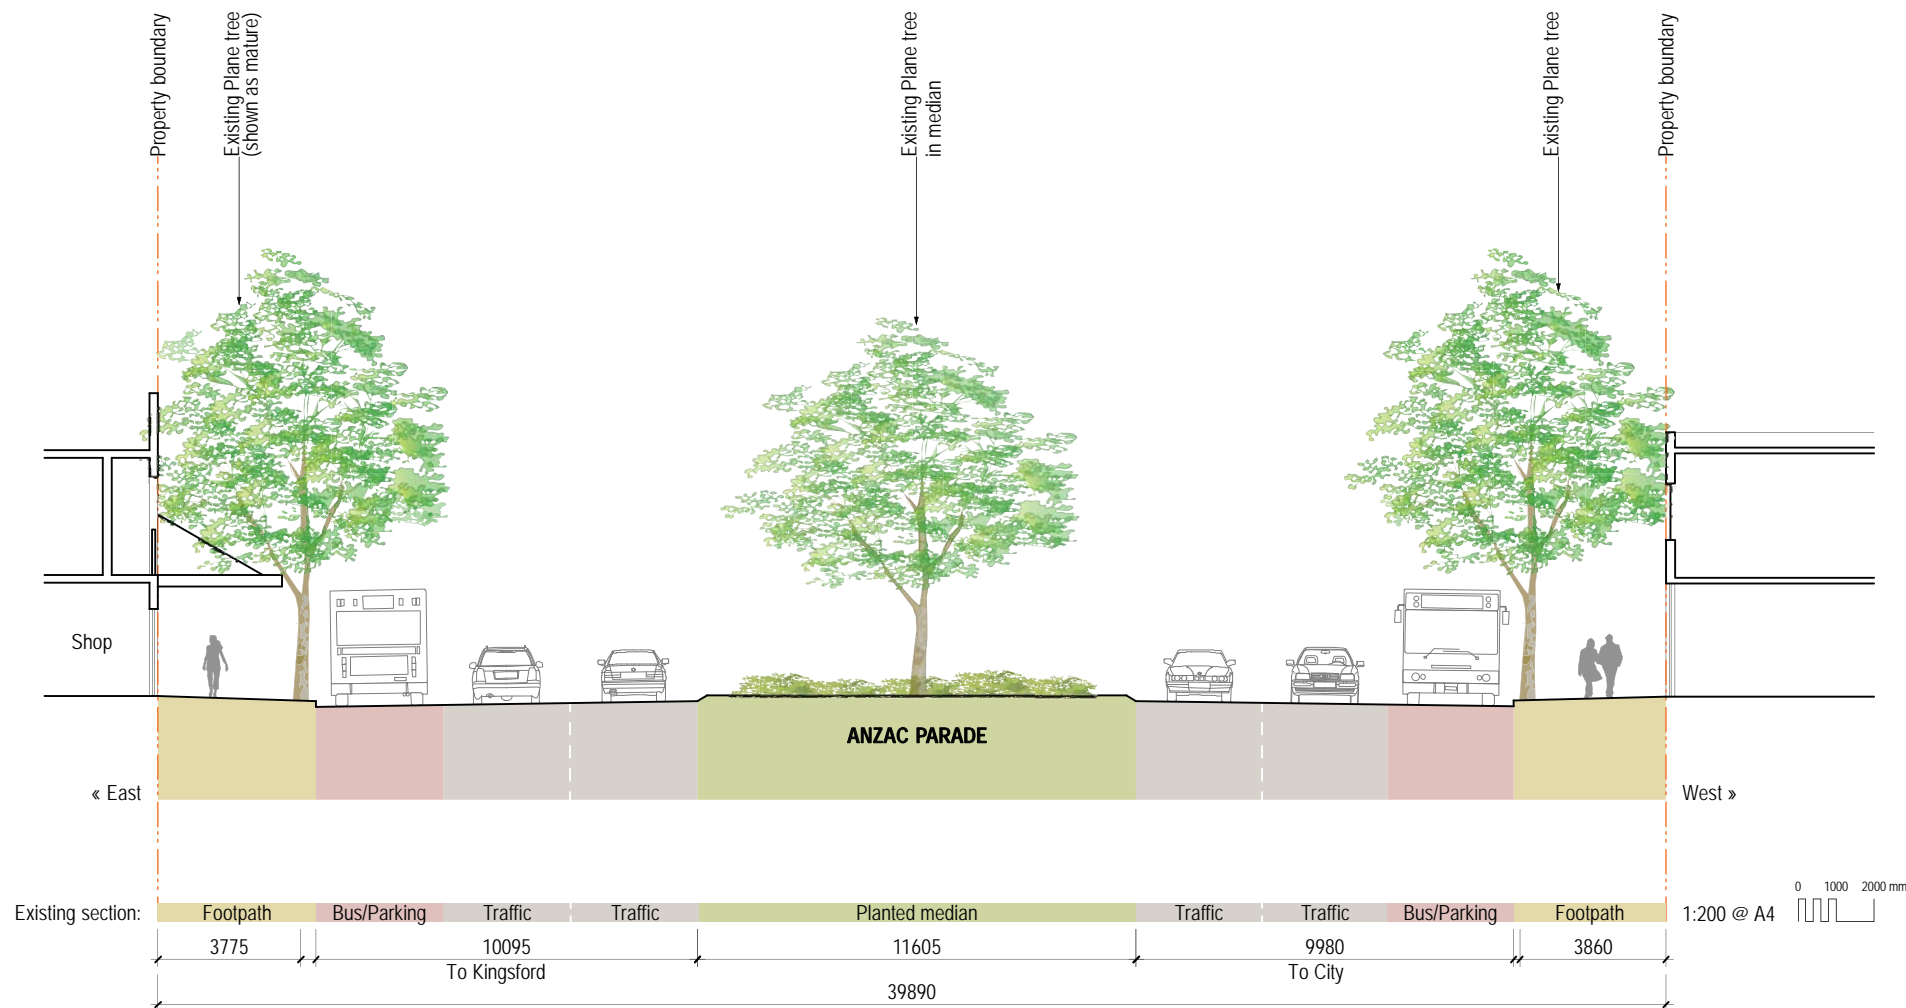 Property boundary
Existing Plane tree
(shown as mature)
Existing Plane tree
in median
Existing Plane tree
Property boundary
Shop
ANZAC PARADE
« East
West »
Existing section:
Footpath
Bus/Parking
Traffic
Traffic
Planted median
Traffic
Traffic
Bus/Parking
Footpath
1:200 @ A4
0 1000 2000 mm
3775
10095
11605
9980
3860
To Kingsford
To City
39890